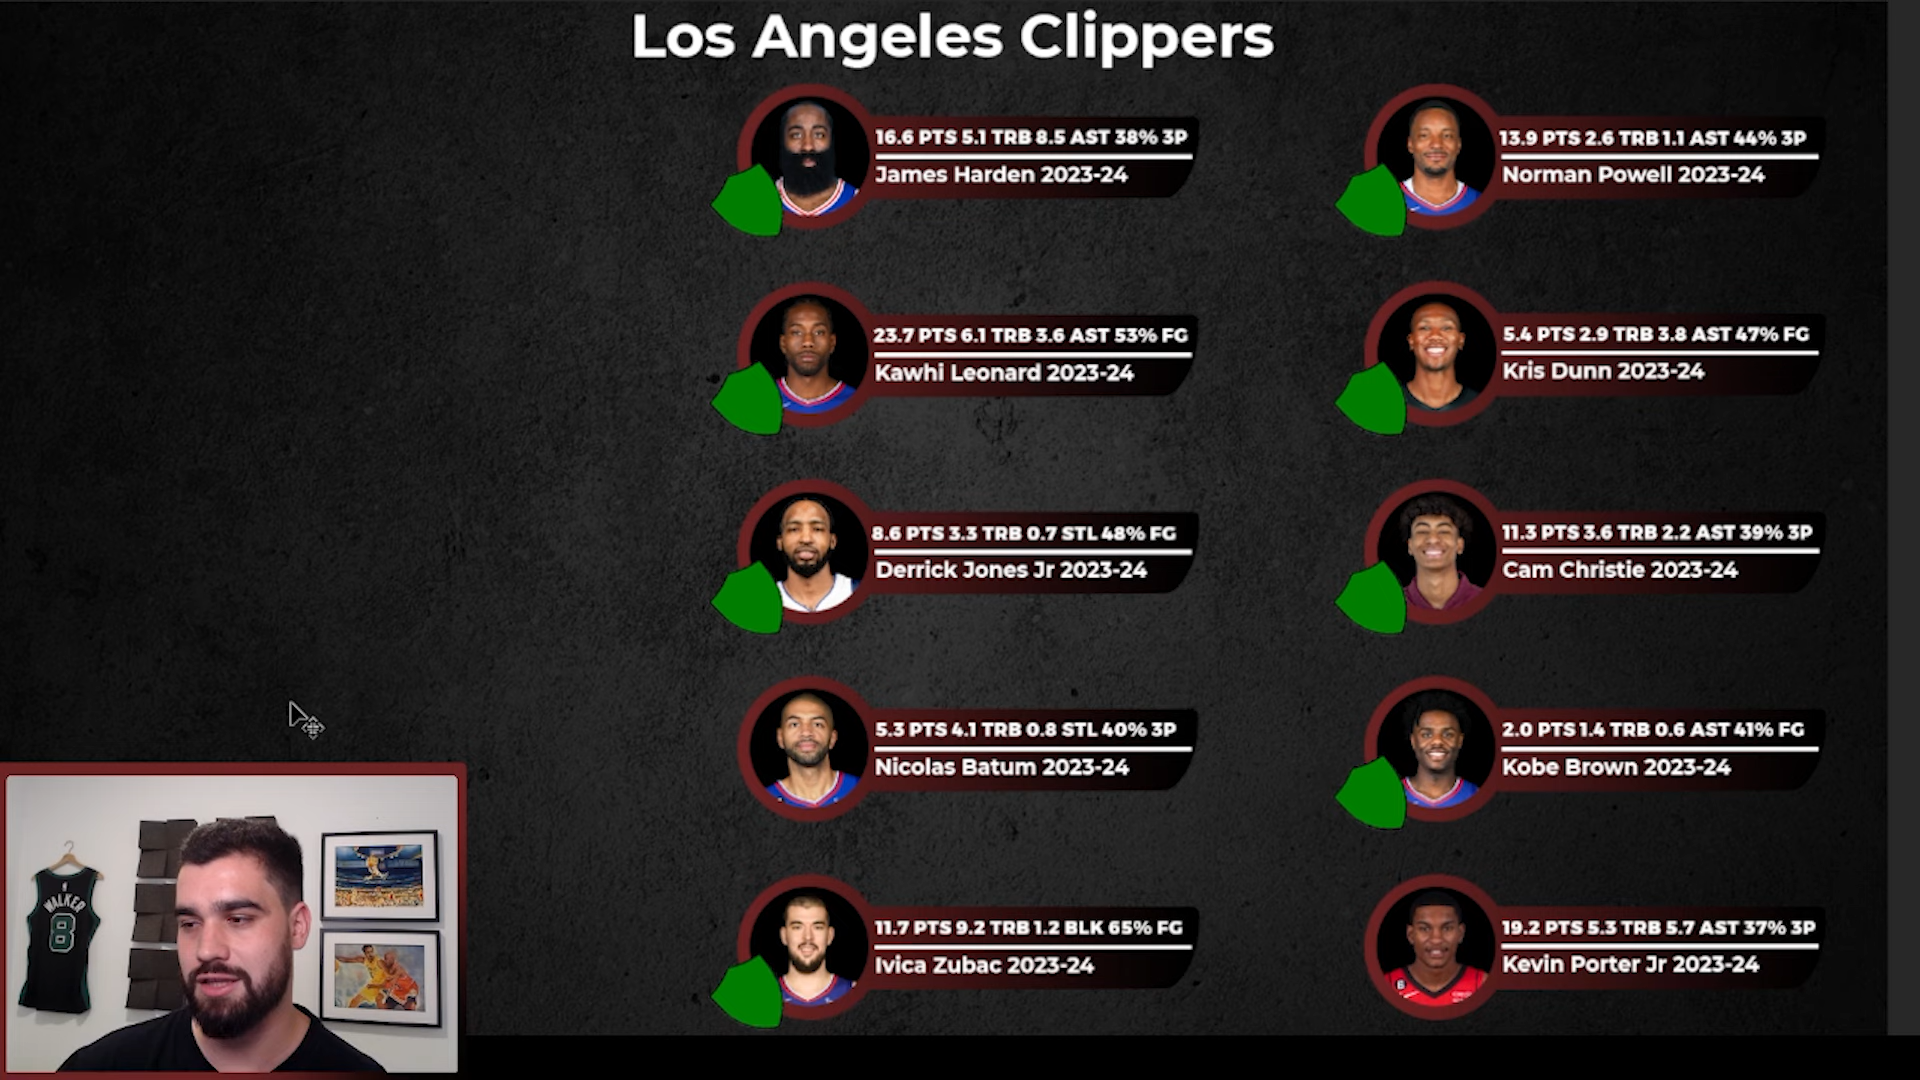 Los Angeles Clippers
16.6 PTS 5.1 TRB 8.5 AST 38% 3P
James Harden 2023-24
23.7 PTS 6.1 TRB 3.6 AST 53% FG
Kawhi Leonard 2023-24
8.6 PTS 3.3 TRB 0.7 STL 48% FG
Derrick Jones Jr 2023-24
5.3 PTS 4.1 TRB 0.8 STL 40% 3P
Nicolas Batum 2023-24
11.7 PTS 9.2 TRB 1.2 BLK 65% FG
Ivica Zubac 2023-24
13.9 PTS 2.6 TRB 1.1 AST 44% 3P
Norman Powell 2023-24
5.4 PTS 2.9 TRB 3.8 AST 47% FG
Kris Dunn 2023-24
11.3 PTS 3.6 TRB 2.2 AST 39% 3P
Cam Christie 2023-24
2.0 PTS 1.4 TRB 0.6 AST 41% FG
Kobe Brown 2023-24
19.2 PTS 5.3 TRB 5.7 AST 37% 3P
Kevin Porter Jr 2023-24
WALKER
8
6